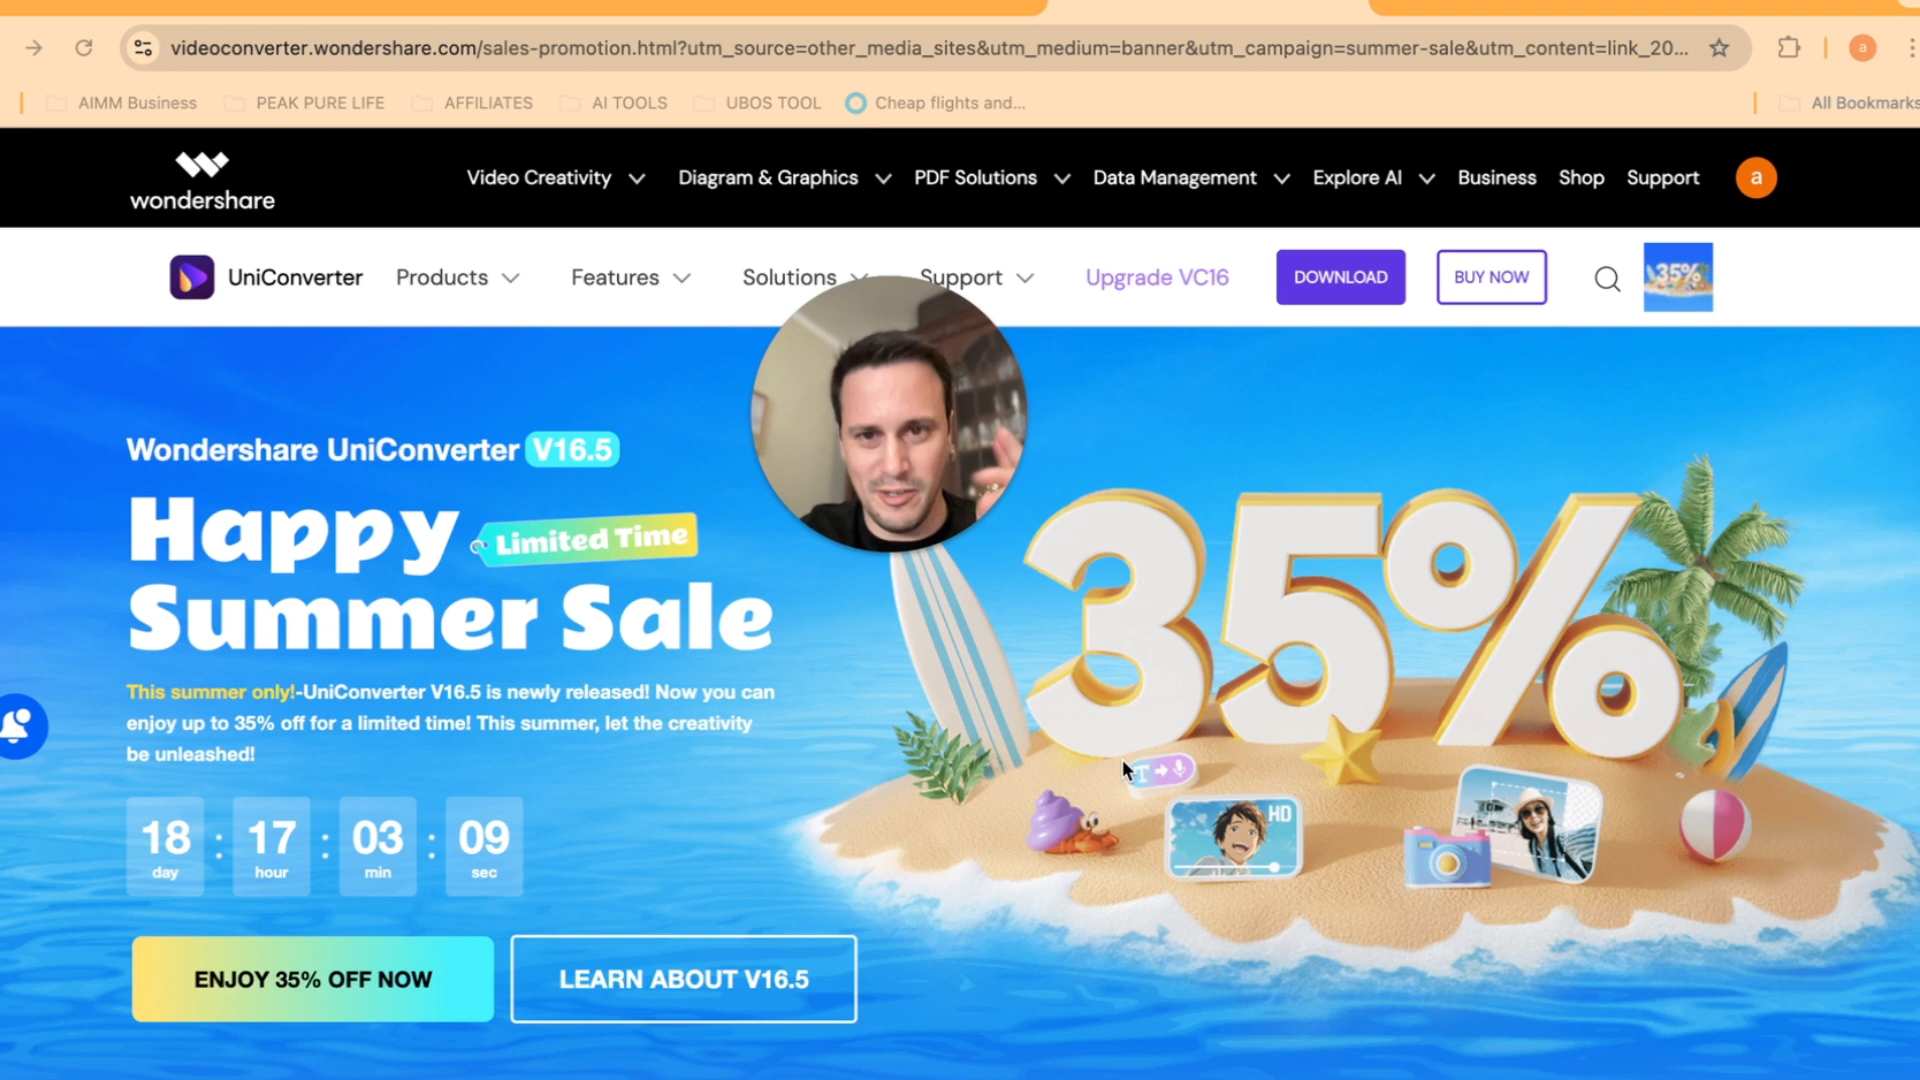 videoconverter.wondershare.com/sales-promotion.html?utm_source=other_media_sites&utm_medium=banner&utm_campaign=summer-sale&utm_content=link_20...
a
AIMM Business
PEAK PURE LIFE
AFFILIATES
AI TOOLS
UBOS TOOL
Cheap flights and...
All Bookmarks
wondershare
Video Creativity
Diagram & Graphics
PDF Solutions
Data Management
Explore AI
Business
Shop
Support
a
UniConverter
Products
Features
Solutions
Support
Upgrade VC16
DOWNLOAD
BUY NOW
35%
Wondershare UniConverter V16.5
Happy
Limited Time
Summer Sale
This summer only!-UniConverter V16.5 is newly released! Now you can
enjoy up to 35% off for a limited time! This summer, let the creativity
be unleashed!
18 : 17 : 03 : 09
day hour min sec
ENJOY 35% OFF NOW
LEARN ABOUT V16.5
35%
T
HD